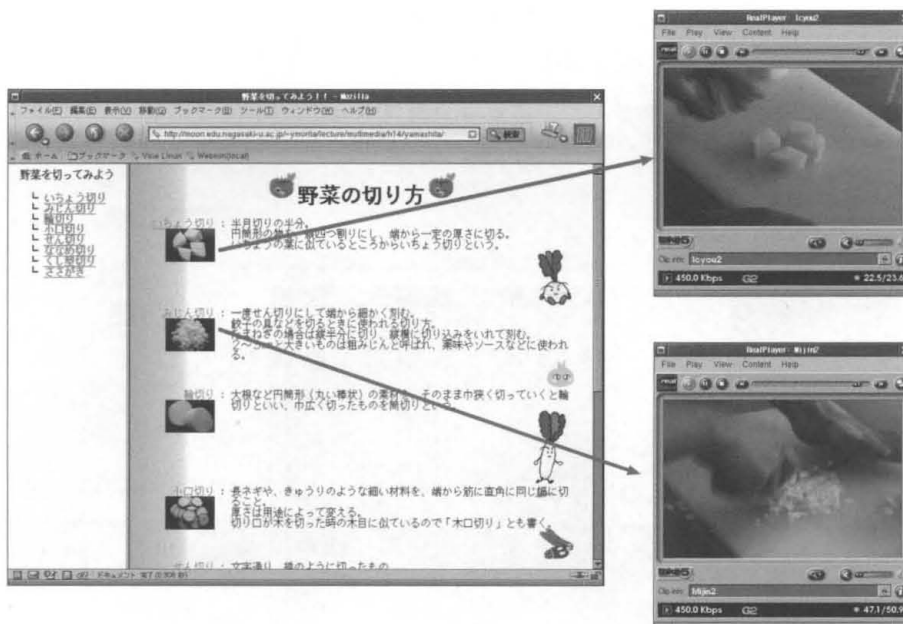 野菜を切ってみよう!! - Mozilla
ファイル(F) 編集(E) 表示(V) 移動(G) ブックマーク(B) ツール(T) ウィンドウ(W) ヘルプ(H)
http://moon.edu.nagasaki-u.ac.jp/~ymorita/lecture/multimedia/h14/yamashita/
検索
ホーム ブックマーク Vine Linux
野菜を切ってみよう
いちょう切り
みじん切り
輪切り
小口切り
せん切り
ななめ切り
ささがき
野菜の切り方
いちょう切り : 半月切りの半分。
円筒形の物を、縦四つ割りにし、端から一定の厚さに切る。
いちょうの葉に似ているところからいちょう切りという。
みじん切り : 一度せん切りにして端から細かく刻む。
餃子の具などを切るときに使われる切り方。
たまねぎの場合は縦半分に切り、縦横に切り込みをいれて刻む。
と大きいものは粗みじんと呼ばれ、薬味やソースなどに使われ
る。
輪切り : 大根など円筒形(丸い棒状)の素材を、そのまま巾狭く切っていくと輪
切りといい、巾広く切ったものを筒切りという。
小口切り : 長ネギや、きゅうりのような細い材料を、端から筋に直角に同じ幅に切
ること。
厚さは用途によって変える。
切り口が木を切った時の木目に似ているので「木口切り」とも書く。
せん切り : 文字通り、線のように切ったもの
RealPlayer: Icyou2
File Play View Content Help
real
Clip info: Icyou2
450.0 Kbps G2 22.5/23.6
RealPlayer: Mijin2
File Play View Content Help
real
Clip info: Mijin2
450.0 Kbps G2 47.1/50.9